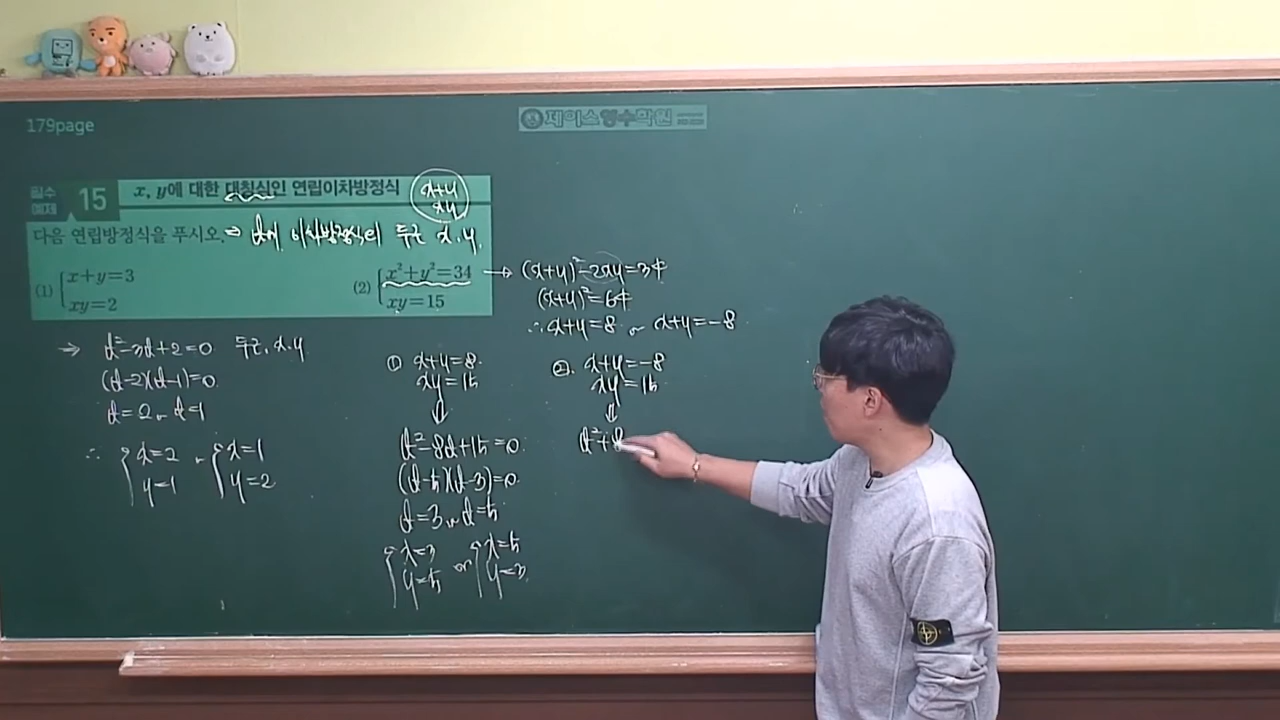 179page
제이스영수학원
필수 예제 15 x, y에 대한 대칭식인 연립이차방정식
x+y
xy
다음 연립방정식을 푸시오. ⇒ t에 이차방정식의 두근 x, y.
(1) { x+y=3
xy=2
(2) { x²+y²=34
xy=15
→ (x+y)²-2xy=34
(x+y)²=64
∴ x+y=8 or x+y=-8
⇒ t²-3t+2=0 두근, x, y
(t-2)(t-1)=0
t=2 or t=1
∴ { x=2 or { x=1
y=1 y=2
① x+y=8
xy=15
⇓
t²-8t+15=0
(t-5)(t-3)=0
t=3 or t=5
{ x=3 or { x=5
y=5 y=3
②. x+y=-8
xy=15
⇓
t²+8